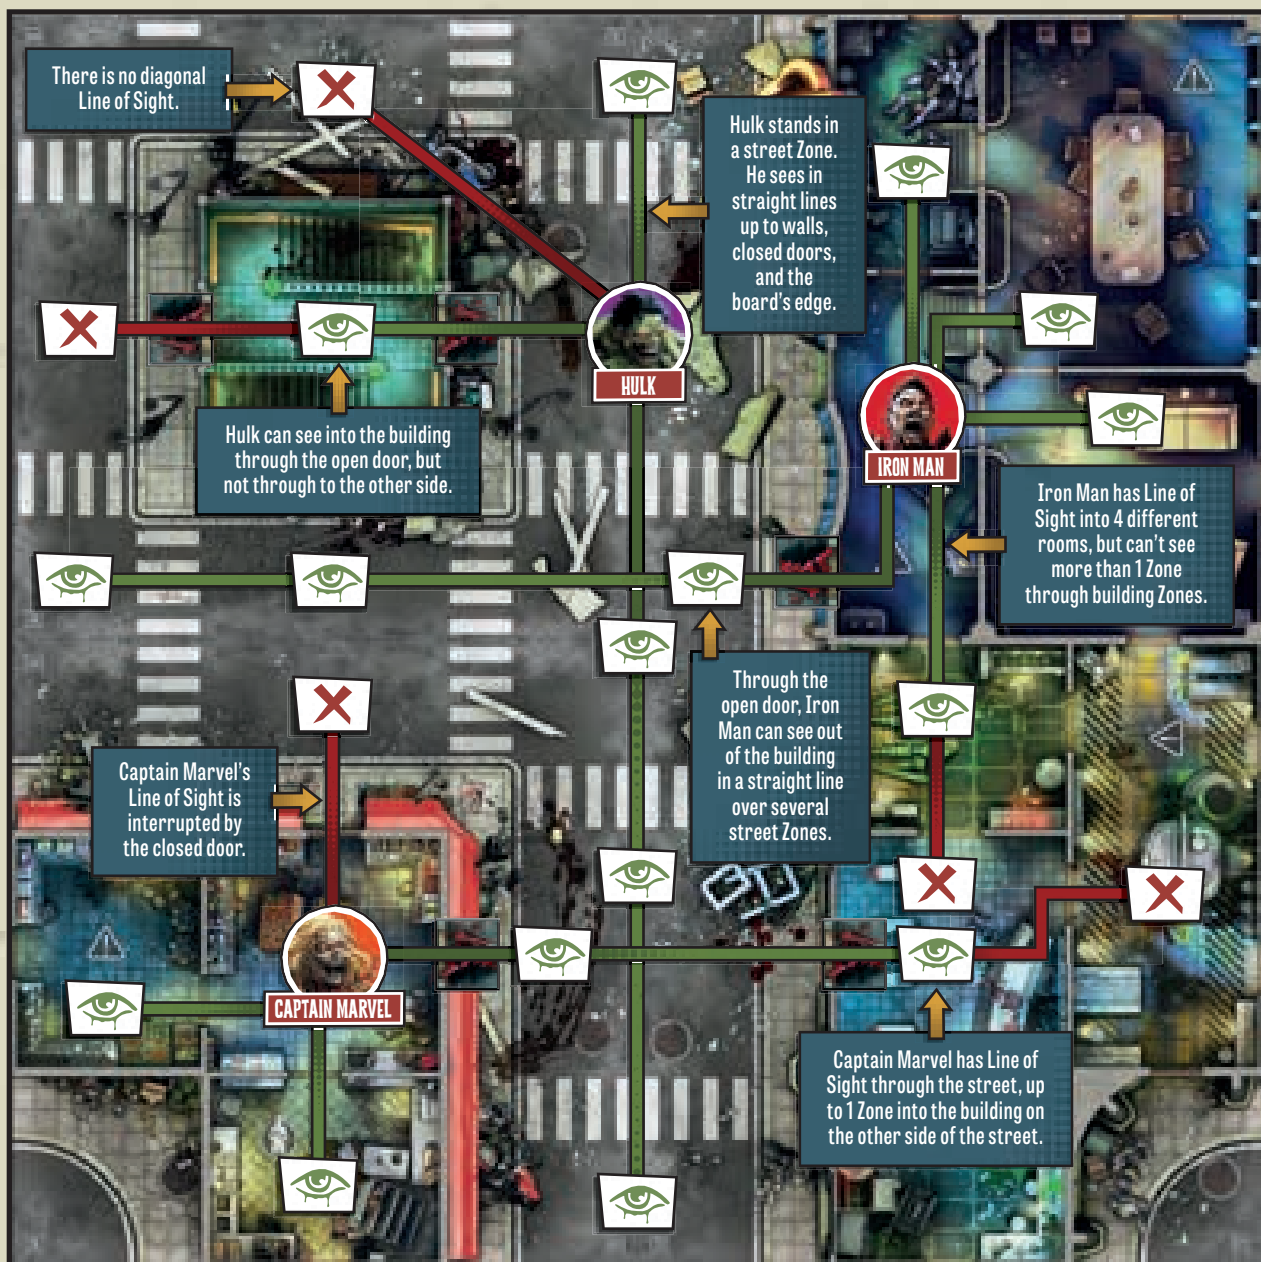 There is no diagonal
Line of Sight.
Hulk stands in
a street Zone.
He sees in
straight lines
up to walls,
closed doors,
and the
board's edge.
HULK
Hulk can see into the building
through the open door, but
not through to the other side.
IRON MAN
Iron Man has Line of
Sight into 4 different
rooms, but can't see
more than 1 Zone
through building Zones.
Through the
open door, Iron
Man can see out
of the building
in a straight line
over several
street Zones.
Captain Marvel's
Line of Sight is
interrupted by
the closed door.
CAPTAIN MARVEL
Captain Marvel has Line of
Sight through the street, up
to 1 Zone into the building on
the other side of the street.